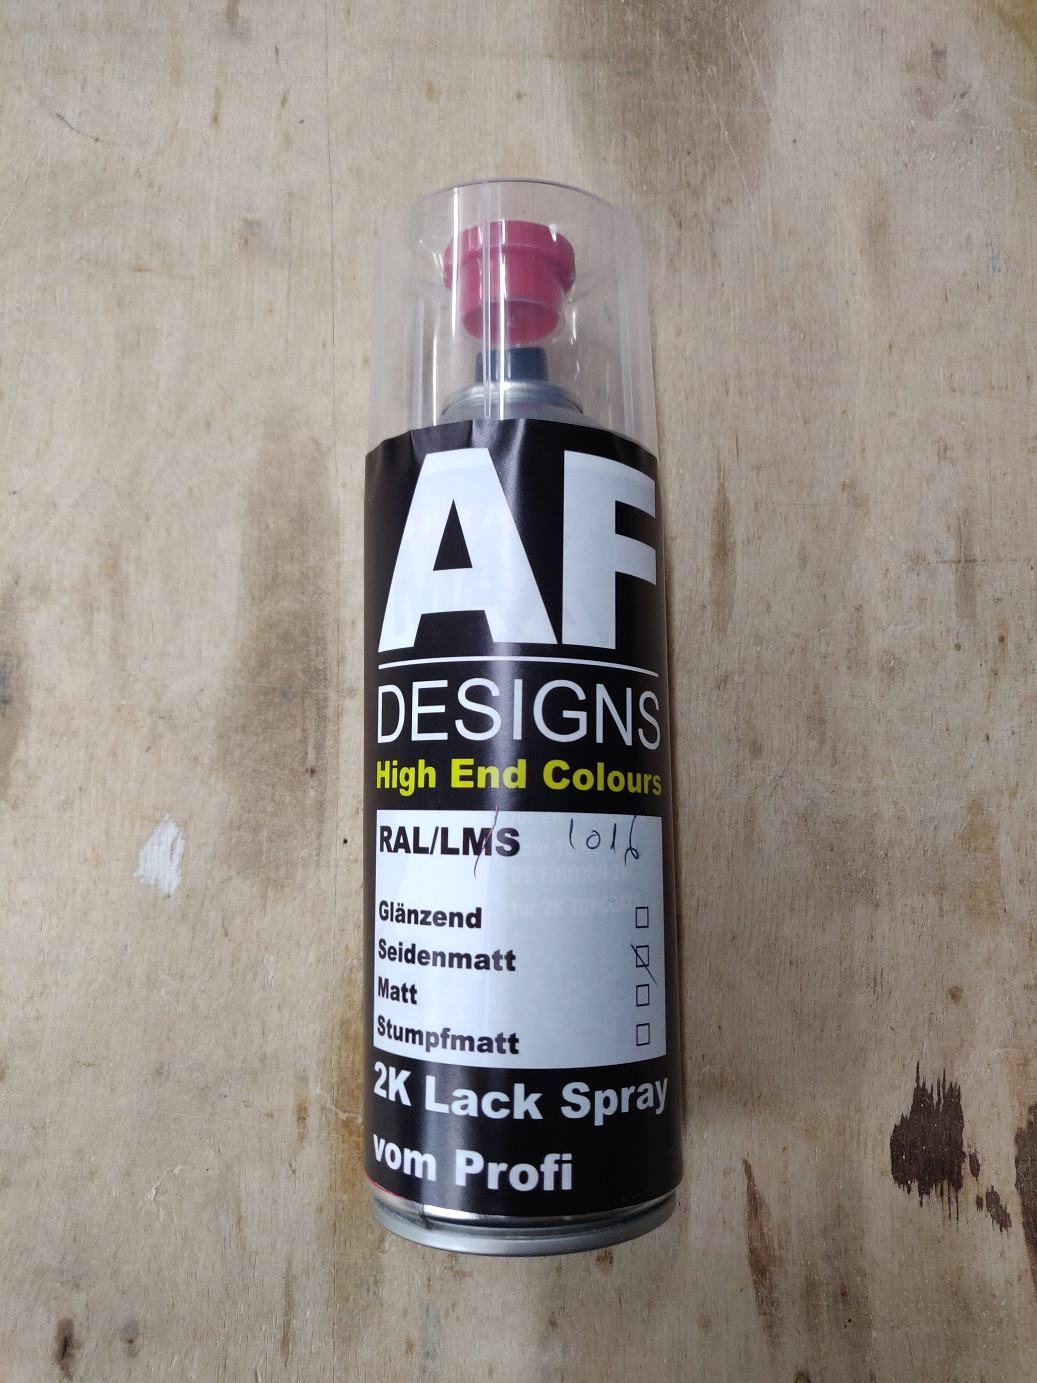 AF
DESIGNS
High End Colours
RAL/LMS 1016
Glänzend
Seidenmatt
Matt
Stumpfmatt
2K Lack Spray
vom Profi